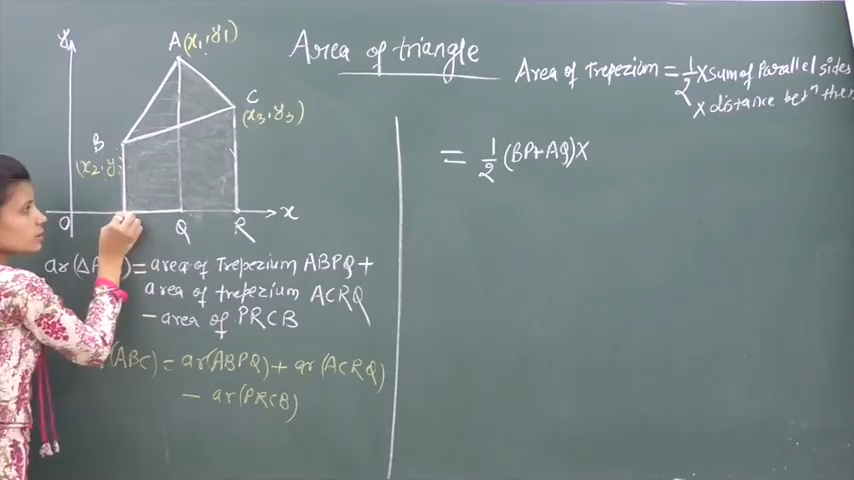 Area of triangle
Area of Trepezium = 1/2 X sum of Parallel sides
X distance betⁿ them
y
A (x₁, y₁)
C
(x₃, y₃)
B
(x₂, y₂
O
Q
R
x
ar(ΔA ) = area of Trepezium ABPQ +
area of trepezium ACRQ
- area of PRCB
(ABC) = ar(ABPQ) + ar(ACRQ)
- ar(PRCB)
= 1/2 (BP+AQ) X